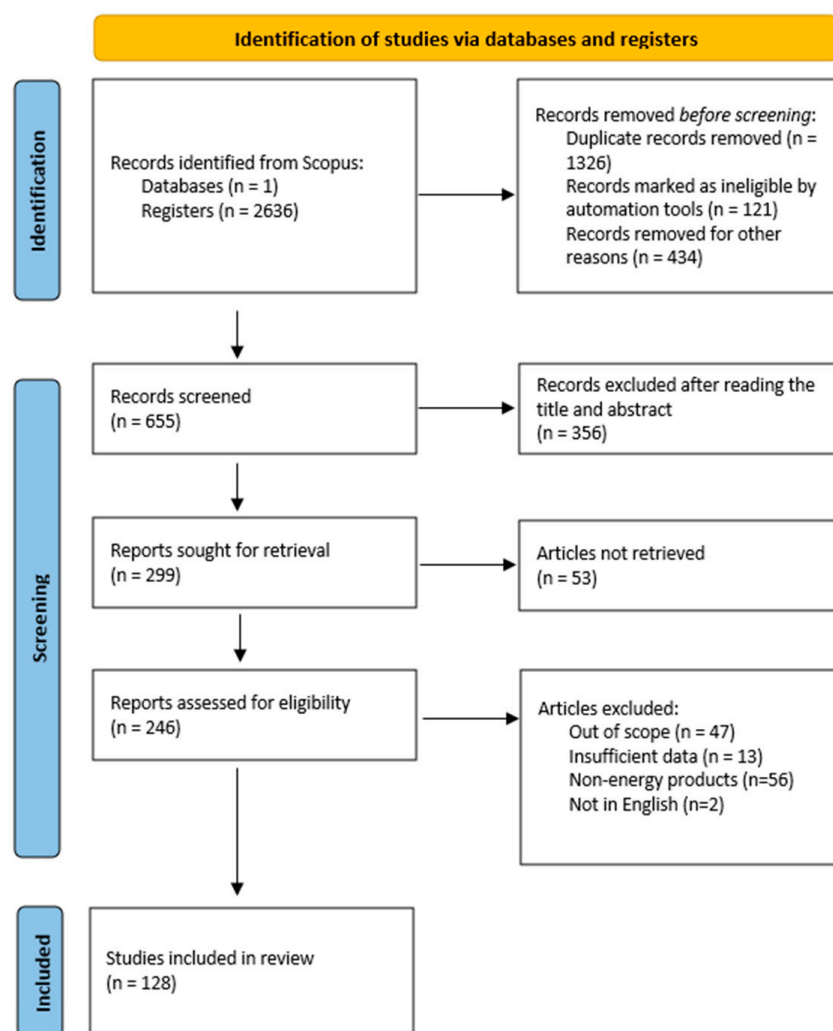 Identification of studies via databases and registers
Identification
Records identified from Scopus:
Databases (n = 1)
Registers (n = 2636)
Records removed before screening:
Duplicate records removed (n =
1326)
Records marked as ineligible by
automation tools (n = 121)
Records removed for other
reasons (n = 434)
Screening
Records screened
(n = 655)
Records excluded after reading the
title and abstract
(n = 356)
Reports sought for retrieval
(n = 299)
Articles not retrieved
(n = 53)
Reports assessed for eligibility
(n = 246)
Articles excluded:
Out of scope (n = 47)
Insufficient data (n = 13)
Non-energy products (n=56)
Not in English (n=2)
Included
Studies included in review
(n = 128)